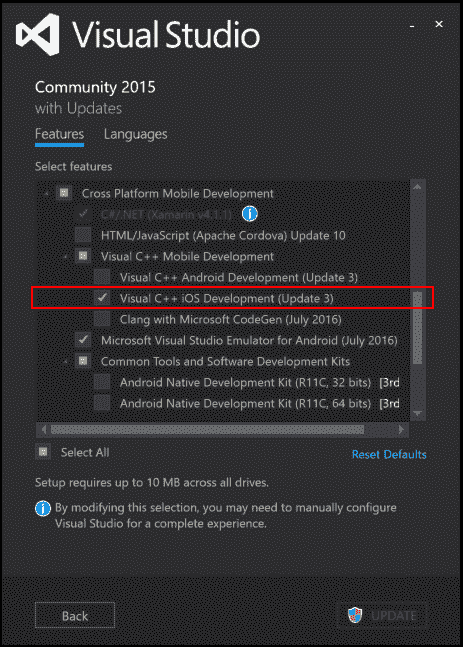 Visual Studio
Community 2015
with Updates
Features Languages
Select features
Cross Platform Mobile Development
C#/.NET (Xamarin v4.1.1)
HTML/JavaScript (Apache Cordova) Update 10
Visual C++ Mobile Development
Visual C++ Android Development (Update 3)
Visual C++ iOS Development (Update 3)
Clang with Microsoft CodeGen (July 2016)
Microsoft Visual Studio Emulator for Android (July 2016)
Common Tools and Software Development Kits
Android Native Development Kit (R11C, 32 bits) [3rd
Android Native Development Kit (R11C, 64 bits) [3rd
Select All Reset Defaults
Setup requires up to 10 MB across all drives.
By modifying this selection, you may need to manually configure
Visual Studio for a complete experience.
Back UPDATE